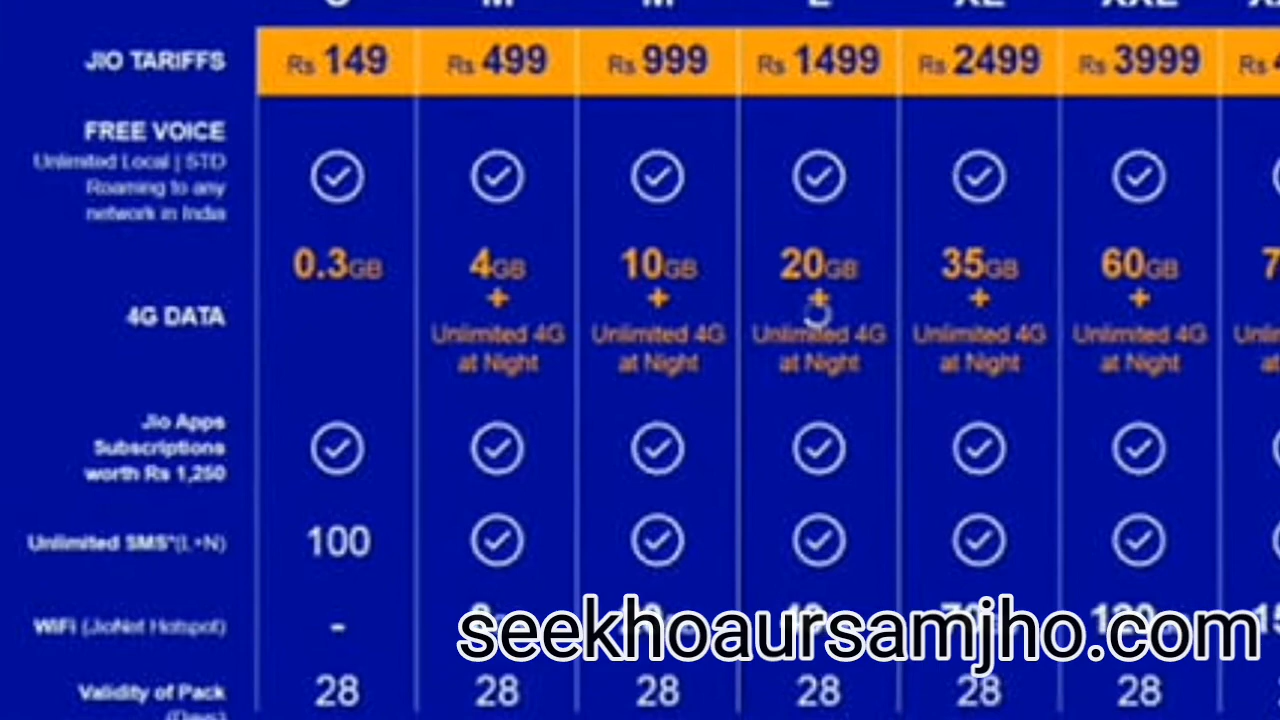 JIO TARIFFS Rs 149 Rs 499 Rs 999 Rs 1499 Rs 2499 Rs 3999 Rs
FREE VOICE
Unlimited Local | STD
Roaming to any
network in India
0.3GB 4GB 10GB 20GB 35GB 60GB
+ + + + +
4G DATA
Unlimited 4G Unlimited 4G Unlimited 4G Unlimited 4G Unlimited 4G
at Night at Night at Night at Night at Night
Jio Apps
Subscriptions
worth Rs 1,250
Unlimited SMS*(L+N) 100
WiFi (JioNet Hotspot) -
seekhoaursamjho.com
Validity of Pack 28 28 28 28 28 28